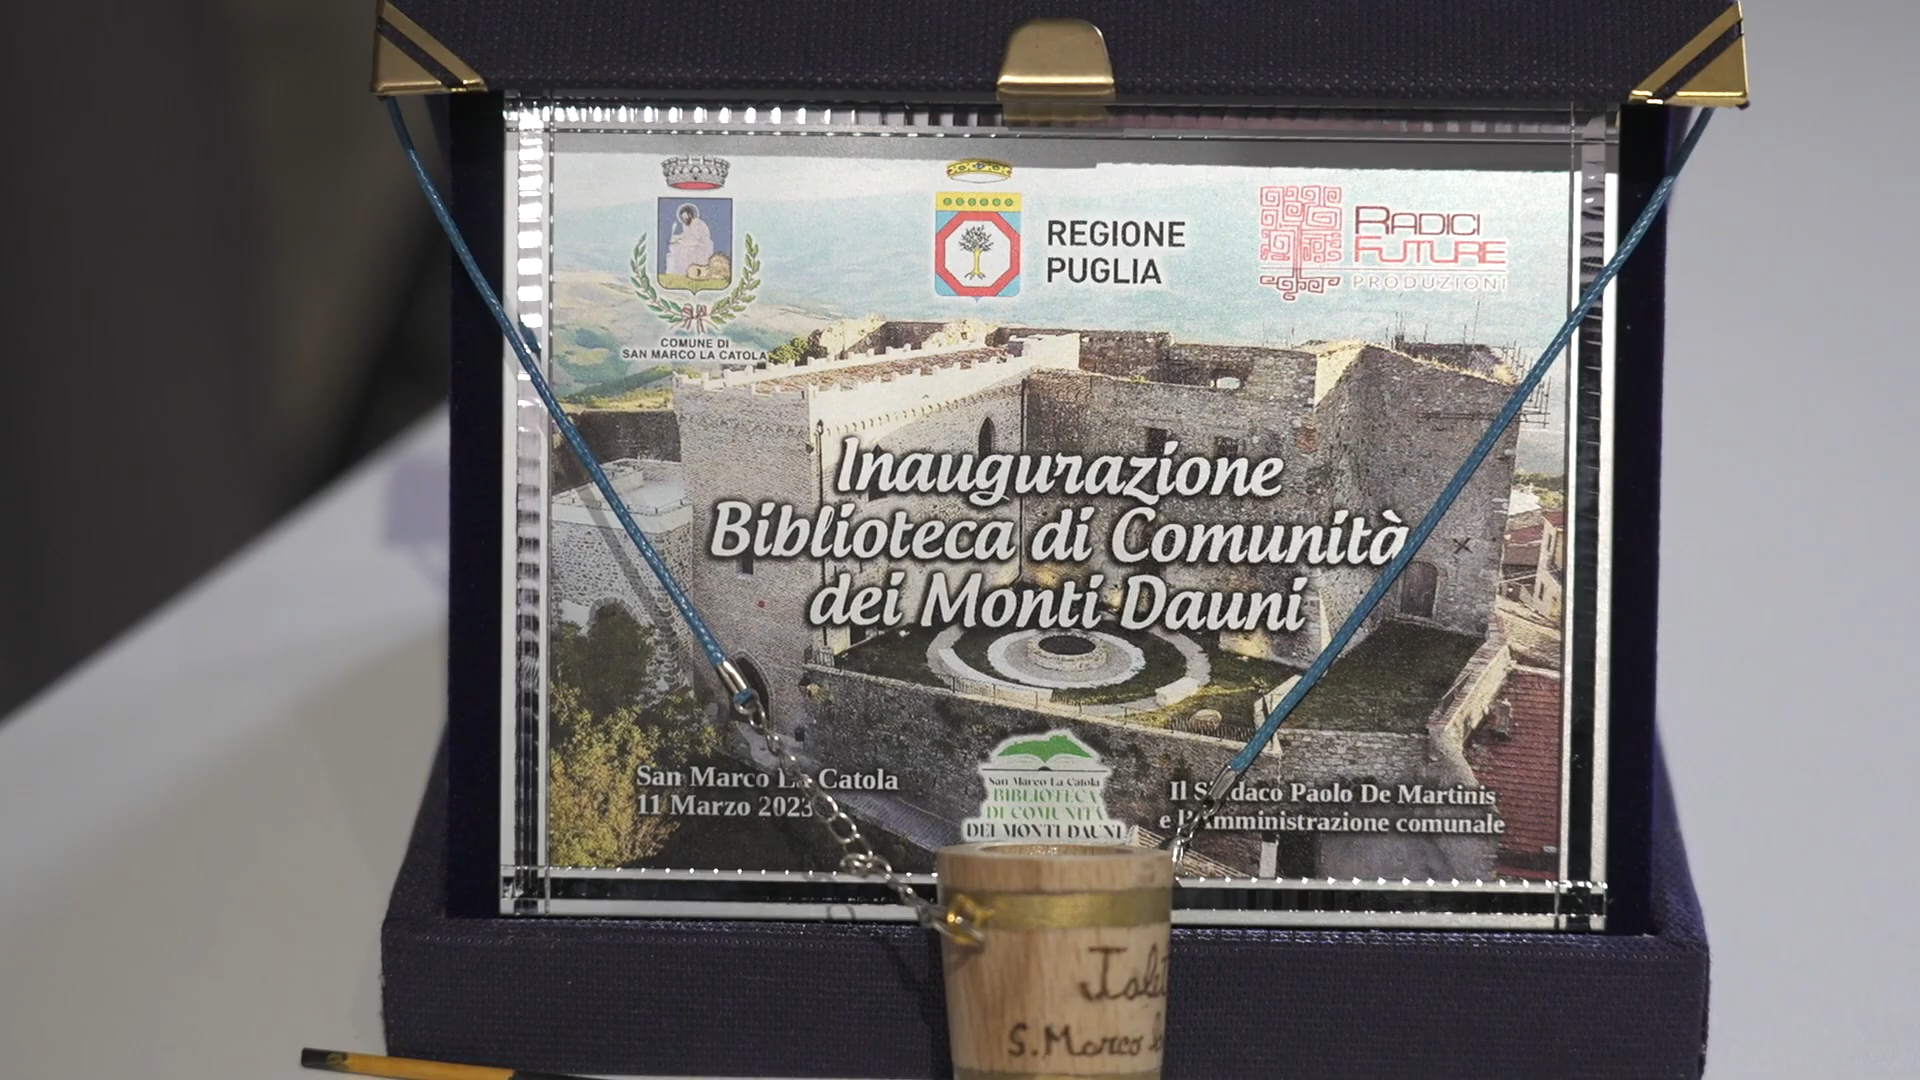 COMUNE DI
SAN MARCO LA CATOLA
REGIONE
PUGLIA
RADICI
FUTURE
PRODUZIONI
Inaugurazione
Biblioteca di Comunità
dei Monti Dauni
San Marco La Catola
11 Marzo 2023
San Marco La Catola
BIBLIOTECA
DI COMUNITÀ
DEI MONTI DAUNI
Il Sindaco Paolo De Martinis
e l'Amministrazione comunale
S. Marco